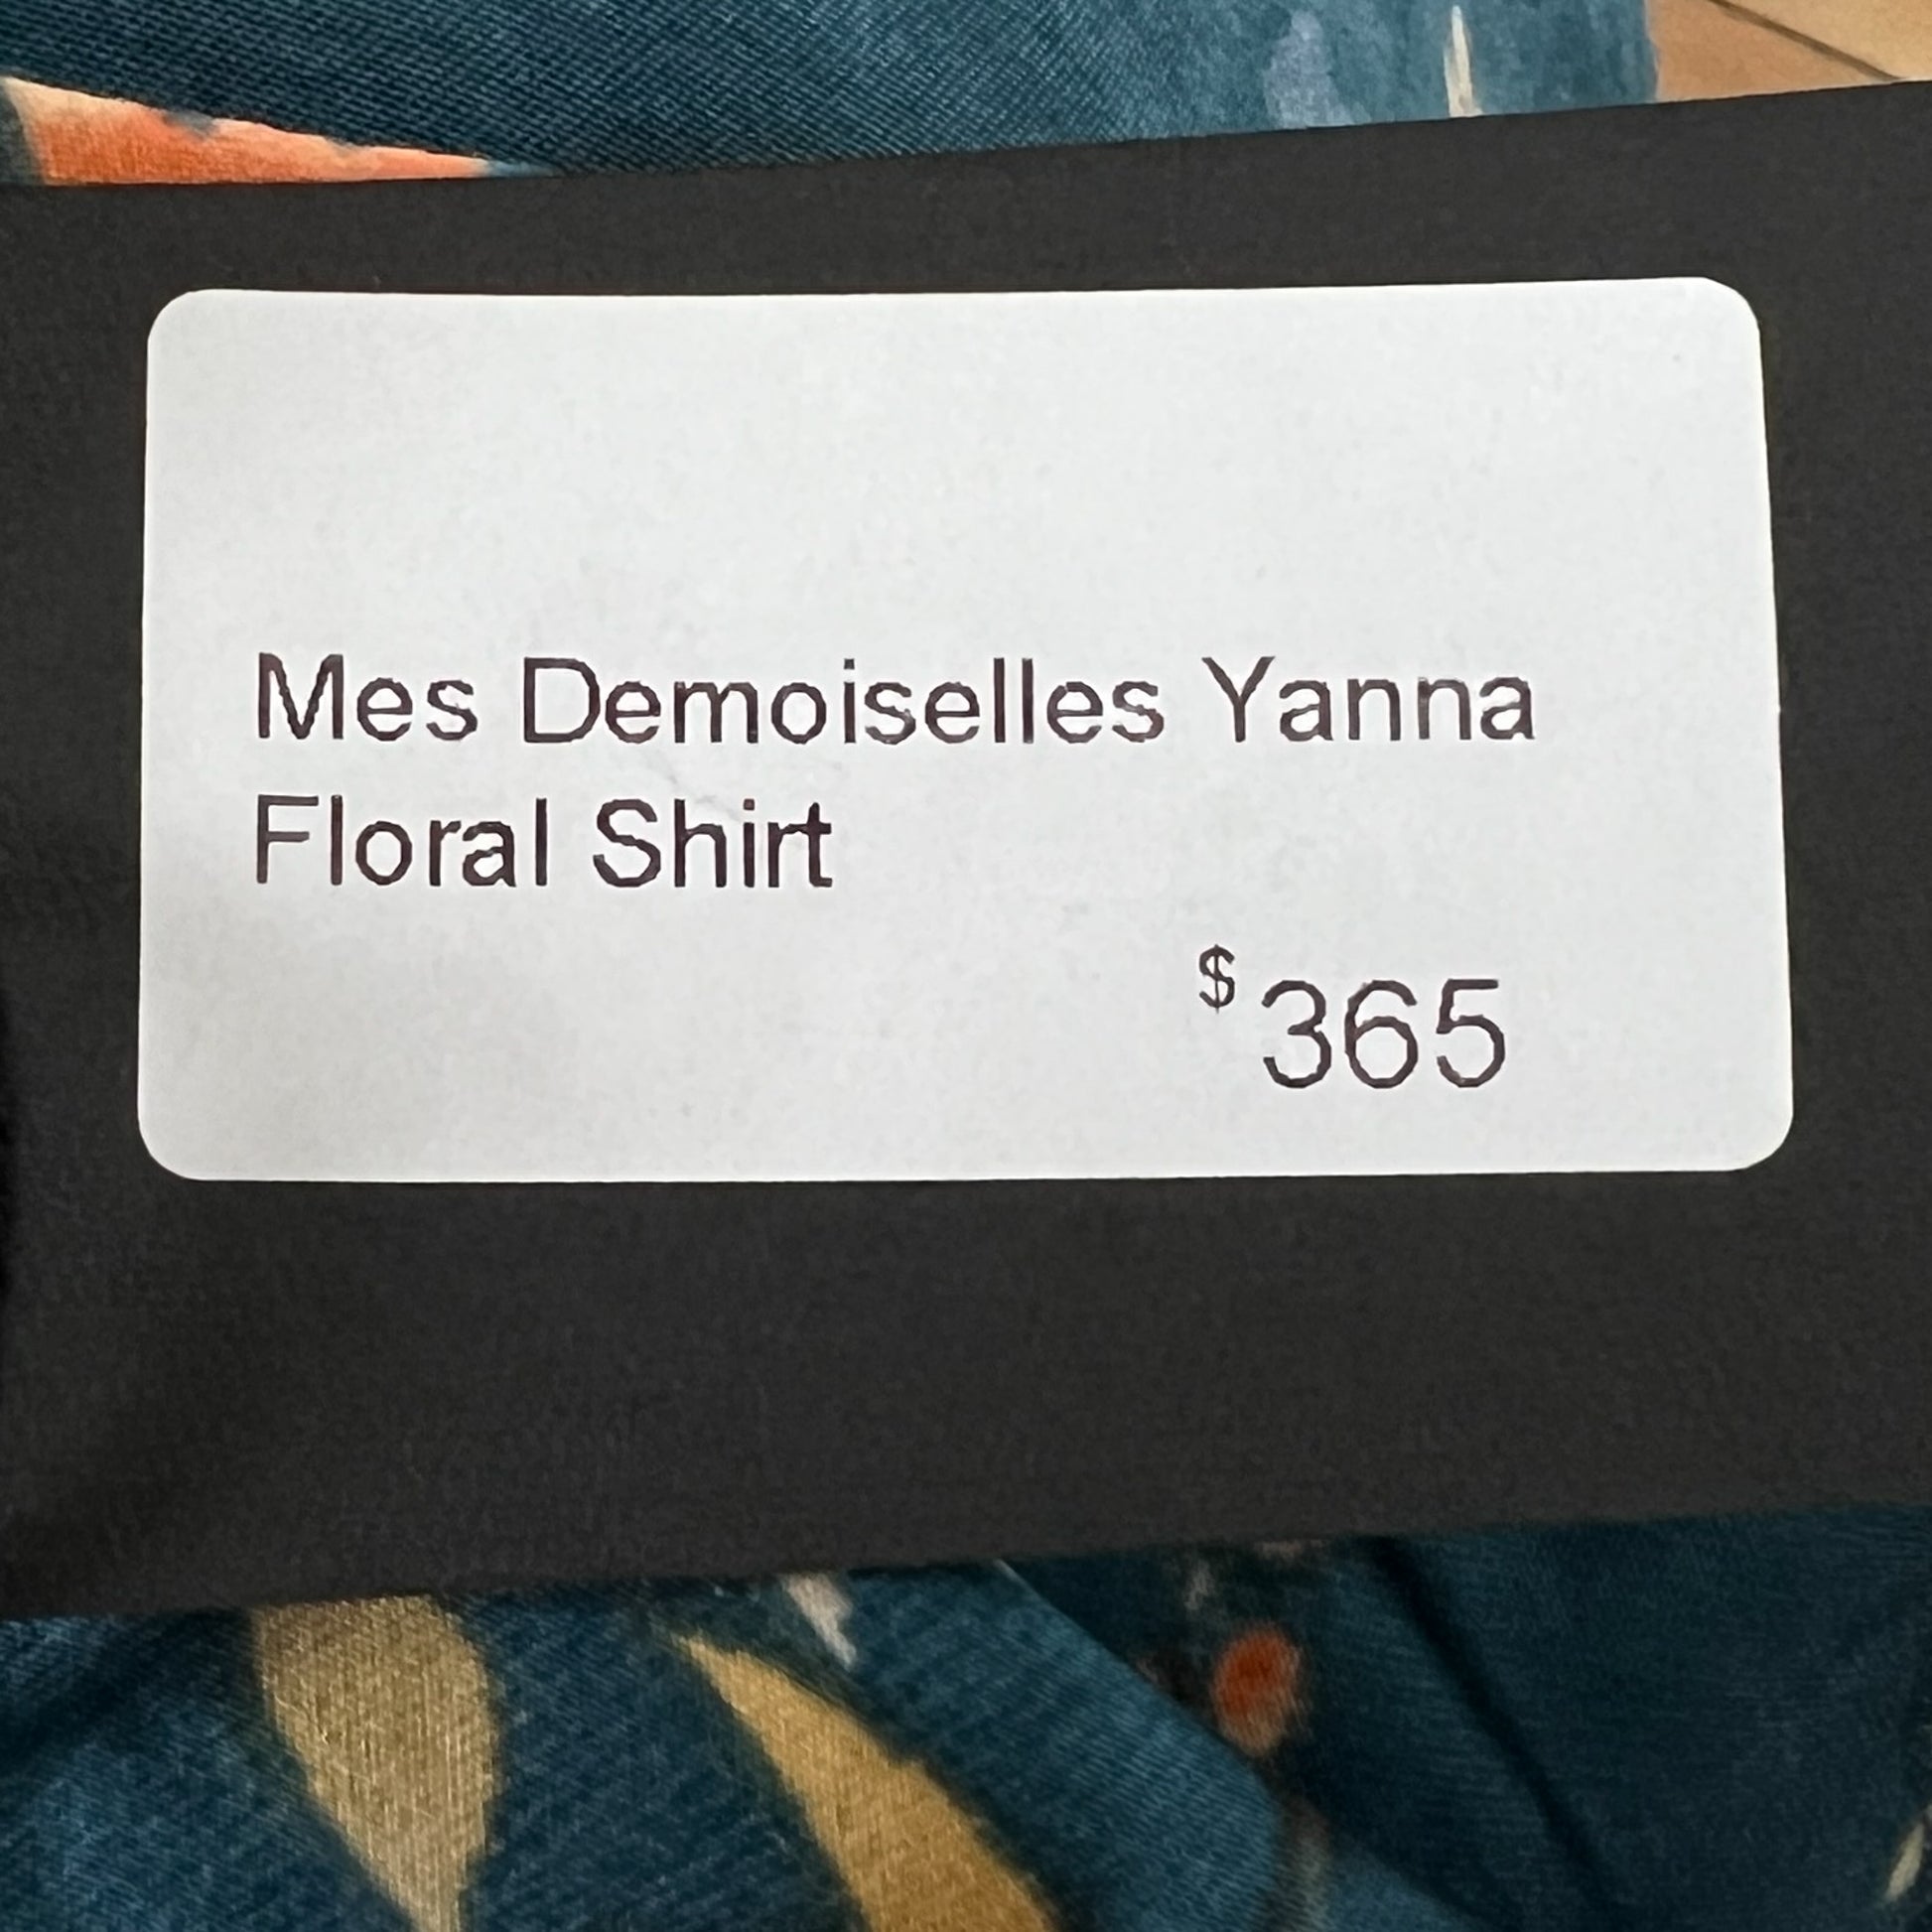 Mes Demoiselles Yanna
Floral Shirt
$365